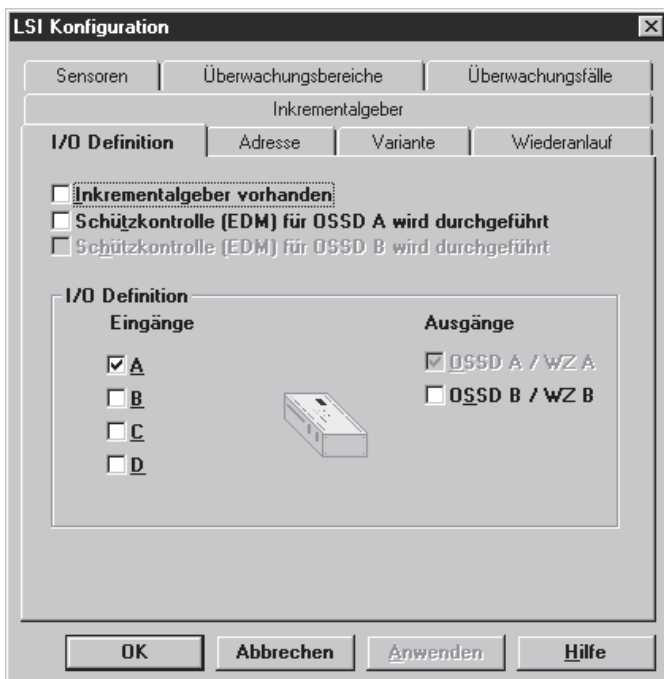 LSI Konfiguration
Sensoren Überwachungsbereiche Überwachungsfälle
Inkrementalgeber
I/O Definition Adresse Variante Wiederanlauf
Inkrementalgeber vorhanden
Schützkontrolle (EDM) für OSSD A wird durchgeführt
Schützkontrolle (EDM) für OSSD B wird durchgeführt
I/O Definition
Eingänge Ausgänge
A OSSD A / WZ A
B OSSD B / WZ B
C
D
OK Abbrechen Anwenden Hilfe